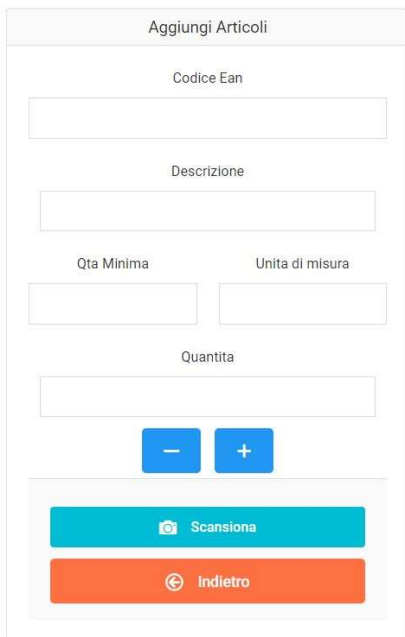 Aggiungi Articoli
Codice Ean
Descrizione
Qta Minima Unita di misura
Quantita
− +
Scansiona
Indietro